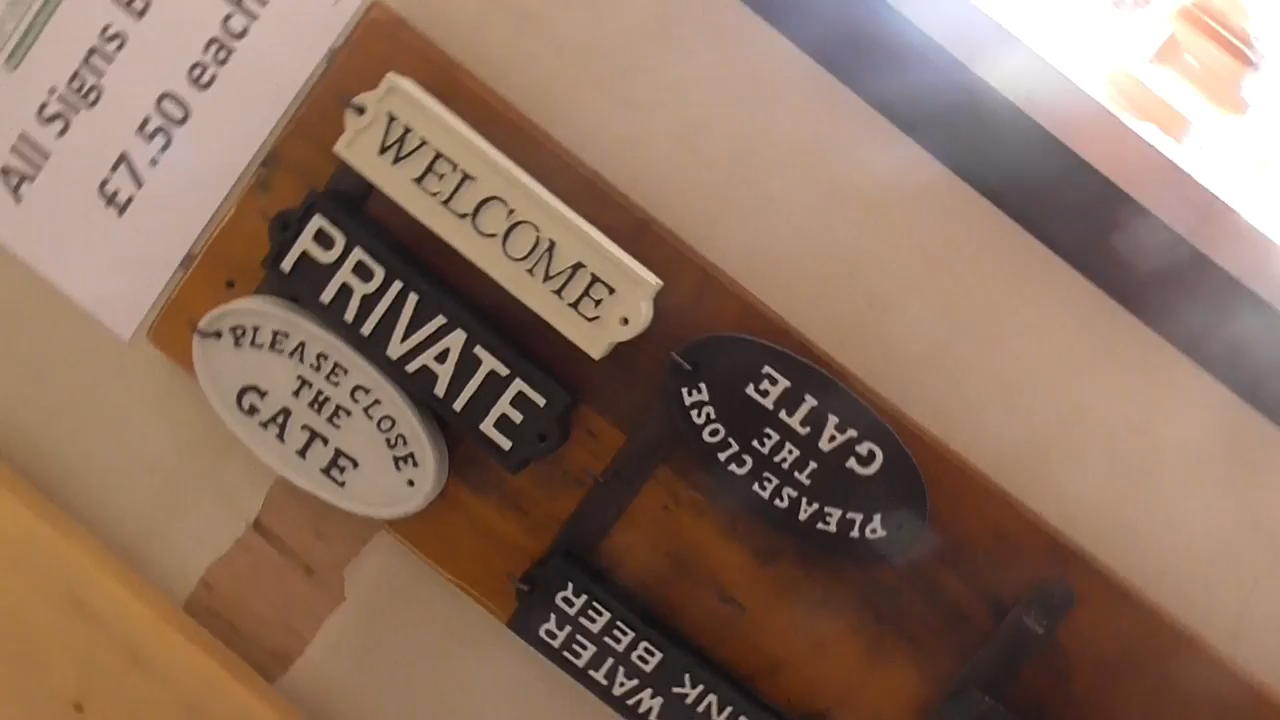 All Signs
£7.50 each
WELCOME
PRIVATE
PLEASE CLOSE
THE
GATE
PLEASE CLOSE
THE
GATE
WATER
BEER